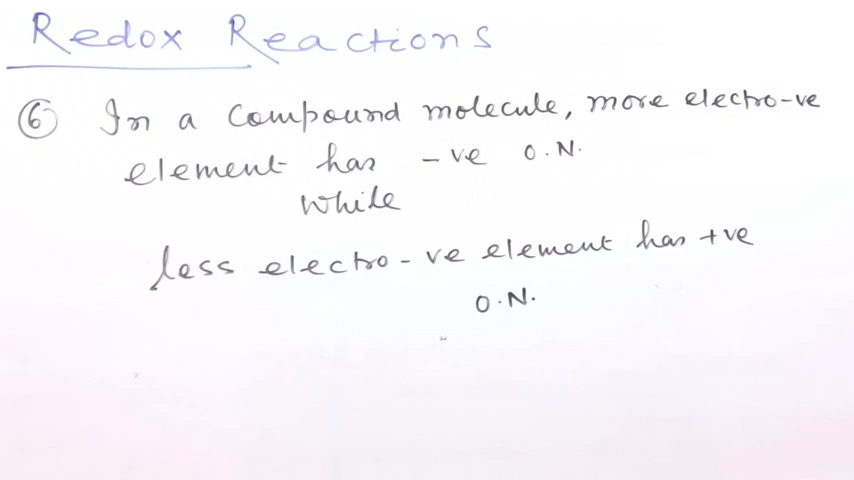 Redox Reactions
⑥ In a compound molecule, more electro-ve
element has -ve O.N.
while
less electro-ve element has +ve
O.N.